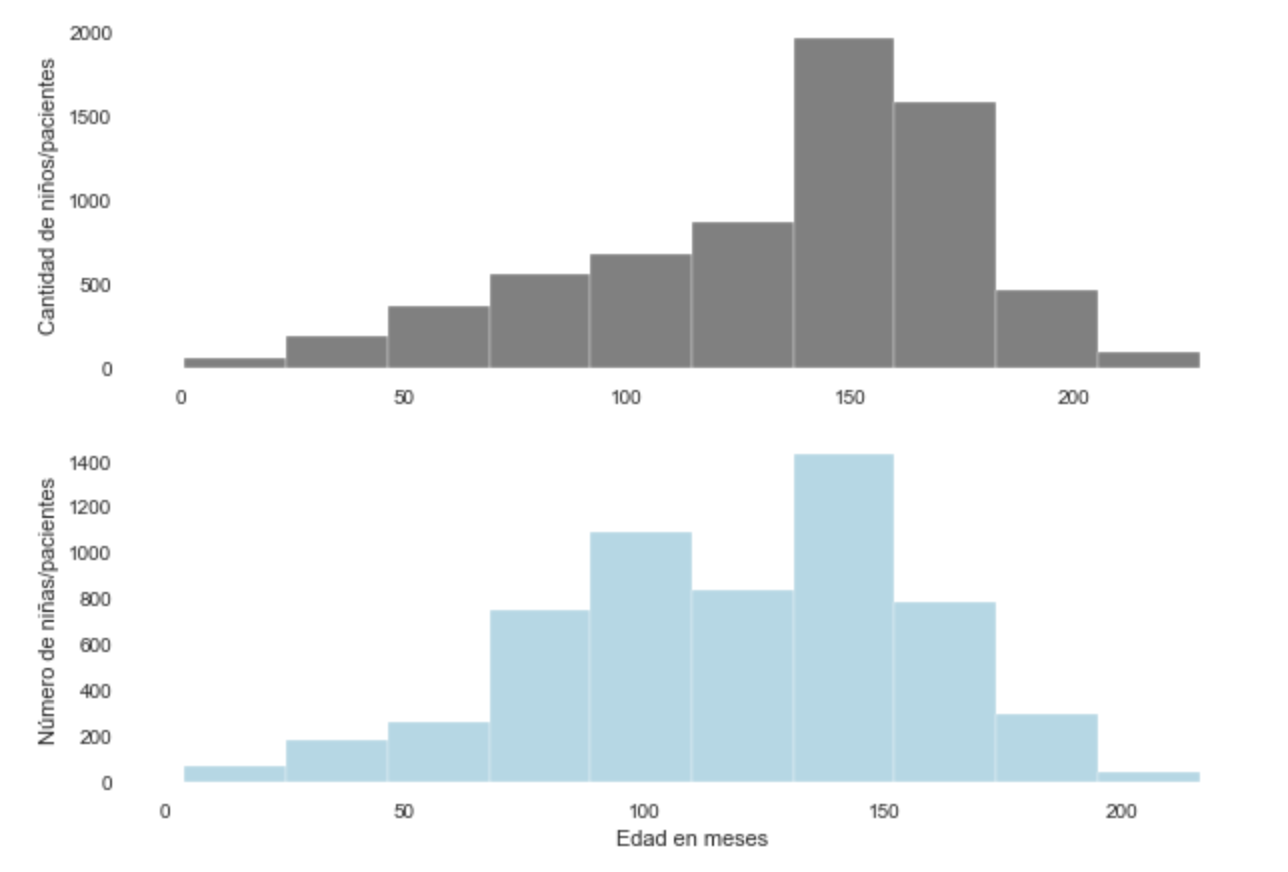 Cantidad de niños/pacientes
2000
1500
1000
500
0
0 50 100 150 200
Número de niñas/pacientes
1400
1200
1000
800
600
400
200
0
0 50 100 150 200
Edad en meses